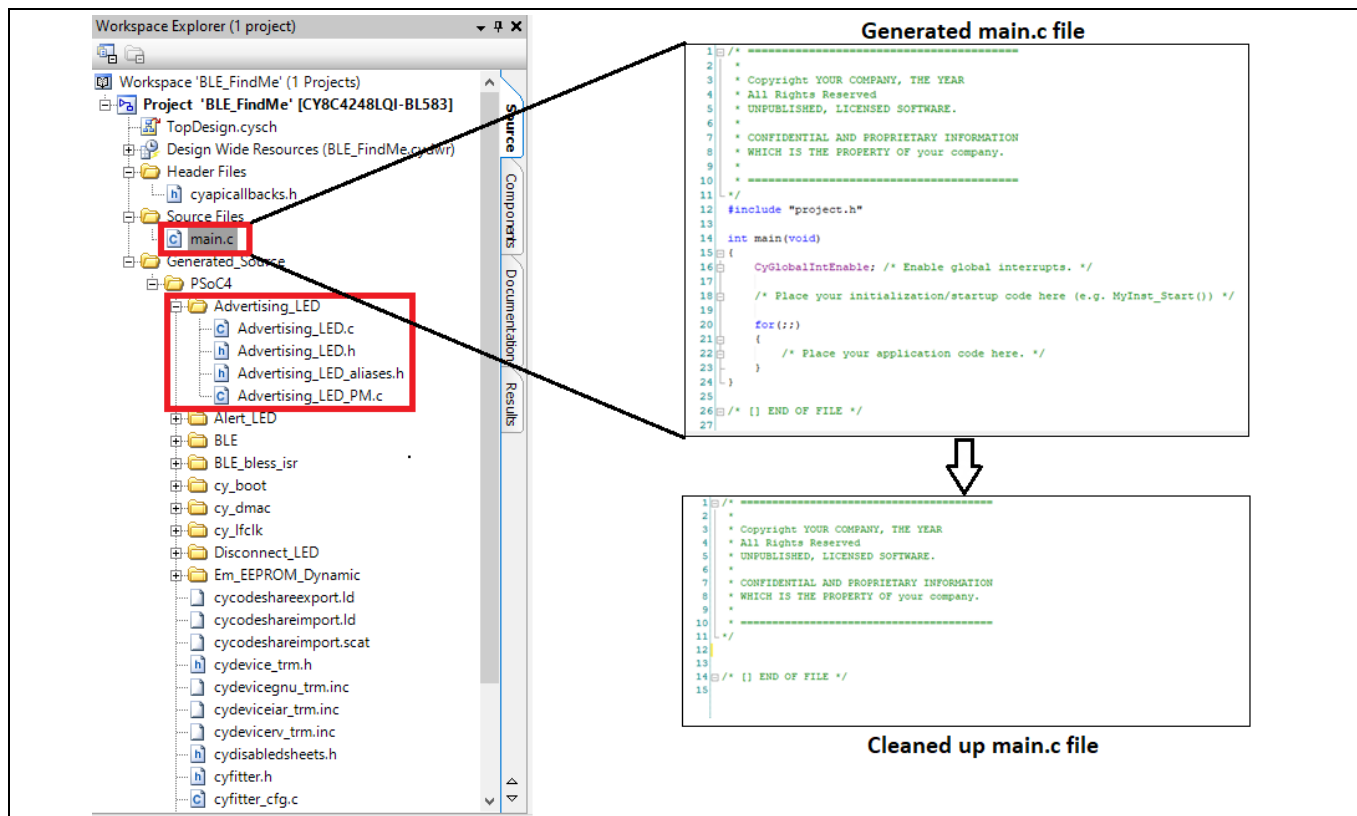 Workspace Explorer (1 project)
Workspace 'BLE_FindMe' (1 Projects)
Project 'BLE_FindMe' [CY8C4248LQI-BL583]
TopDesign.cysch
Design Wide Resources (BLE_FindMe.cydwr)
Header Files
cyapicallbacks.h
Source Files
main.c
Generated_Source
PSoC4
Advertising_LED
Advertising_LED.c
Advertising_LED.h
Advertising_LED_aliases.h
Advertising_LED_PM.c
Alert_LED
BLE
BLE_bless_isr
cy_boot
cy_dmac
cy_lfclk
Disconnect_LED
Em_EEPROM_Dynamic
cycodeshareexport.ld
cycodeshareimport.ld
cycodeshareimport.scat
cydevice_trm.h
cydevicegnu_trm.inc
cydeviceiar_trm.inc
cydevicerv_trm.inc
cydisabledsheets.h
cyfitter.h
cyfitter_cfg.c
Source
Components
Documentation
Results
Generated main.c file
1 /* ========================================
2 *
3 * Copyright YOUR COMPANY, THE YEAR
4 * All Rights Reserved
5 * UNPUBLISHED, LICENSED SOFTWARE.
6 *
7 * CONFIDENTIAL AND PROPRIETARY INFORMATION
8 * WHICH IS THE PROPERTY OF your company.
9 *
10 * ========================================
11 */
12 #include "project.h"
13
14 int main(void)
15 {
16 CyGlobalIntEnable; /* Enable global interrupts. */
17
18 /* Place your initialization/startup code here (e.g. MyInst_Start()) */
19
20 for(;;)
21 {
22 /* Place your application code here. */
23 }
24 }
25
26 /* [] END OF FILE */
27
1 /* ========================================
2 *
3 * Copyright YOUR COMPANY, THE YEAR
4 * All Rights Reserved
5 * UNPUBLISHED, LICENSED SOFTWARE.
6 *
7 * CONFIDENTIAL AND PROPRIETARY INFORMATION
8 * WHICH IS THE PROPERTY OF your company.
9 *
10 * ========================================
11 */
12
13
14 /* [] END OF FILE */
15
Cleaned up main.c file